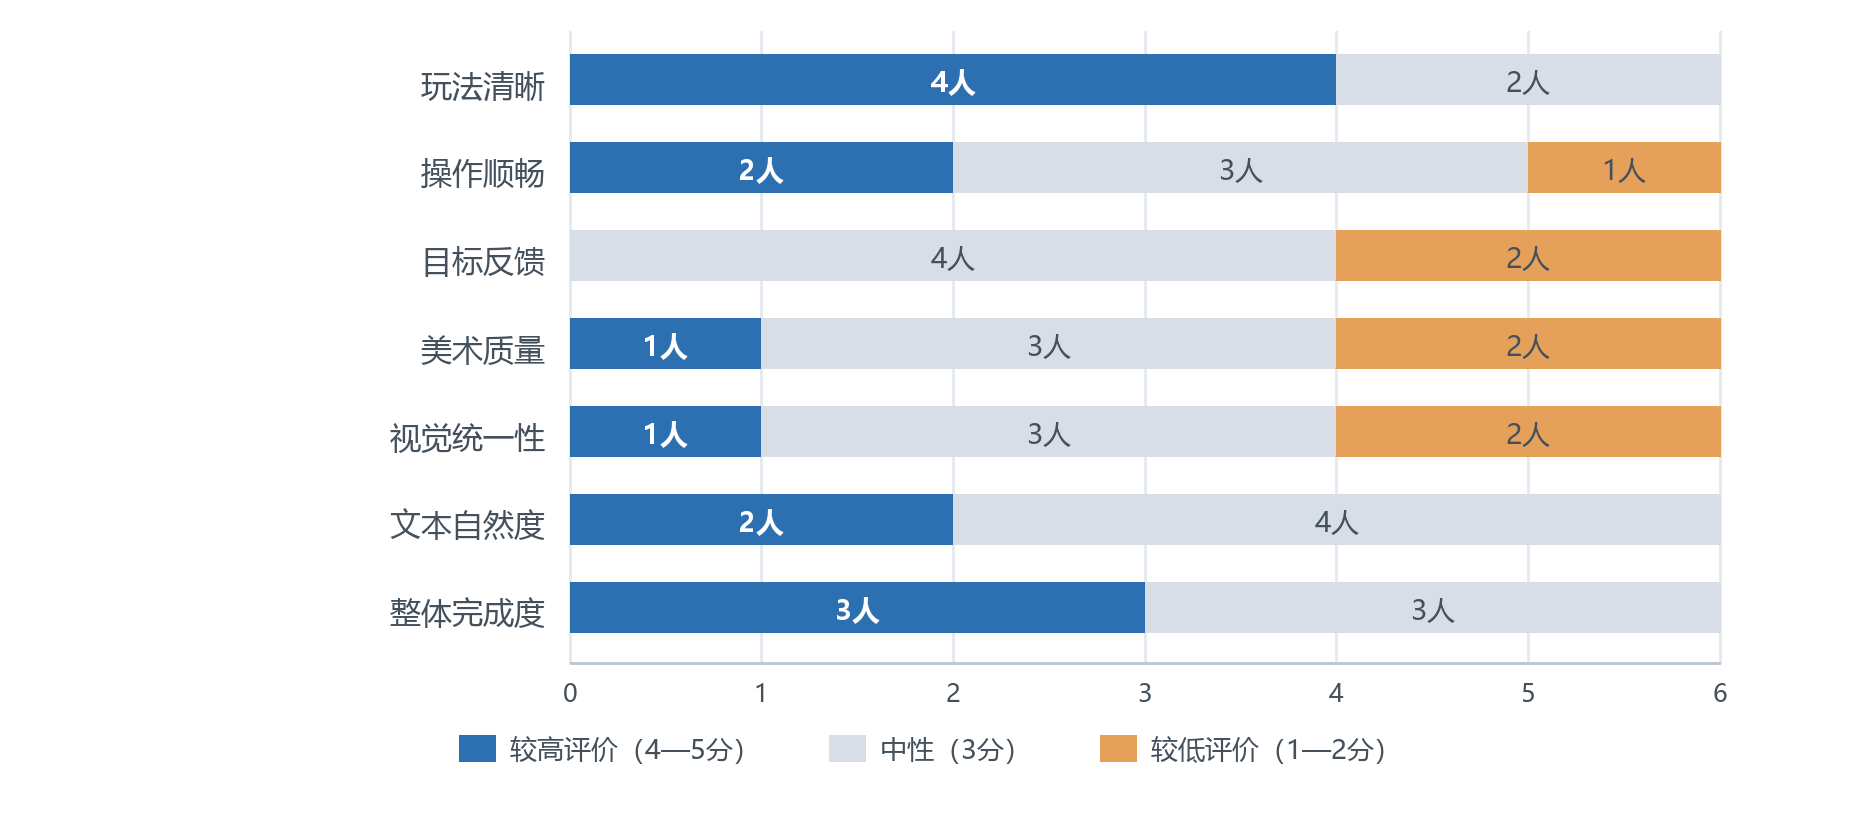 玩法清晰 4人 2人
操作顺畅 2人 3人 1人
目标反馈 4人 2人
美术质量 1人 3人 2人
视觉统一性 1人 3人 2人
文本自然度 2人 4人
整体完成度 3人 3人
0 1 2 3 4 5 6
较高评价（4—5分） 中性（3分） 较低评价（1—2分）